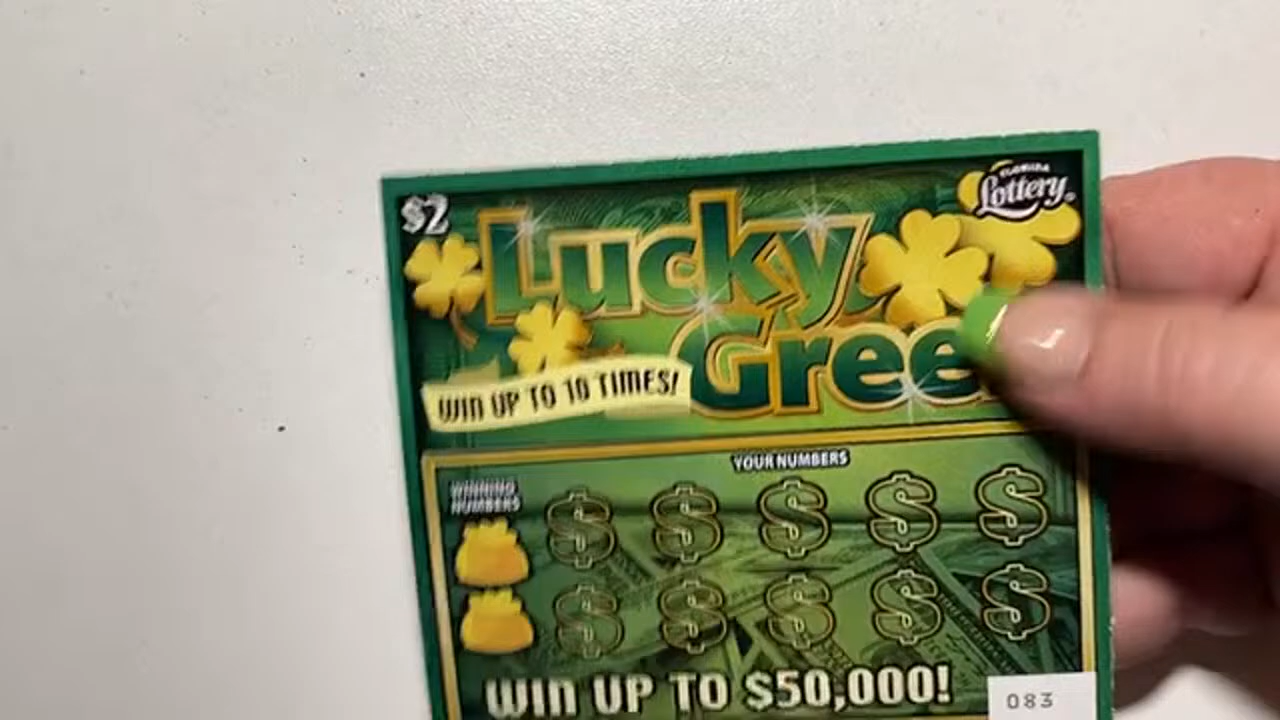 $2
FLORIDA
Lottery®
Lucky
Gree
WIN UP TO 10 TIMES!
YOUR NUMBERS
WINNING
NUMBERS
$ $ $ $ $
$ $ $ $ $
WIN UP TO $50,000!
083